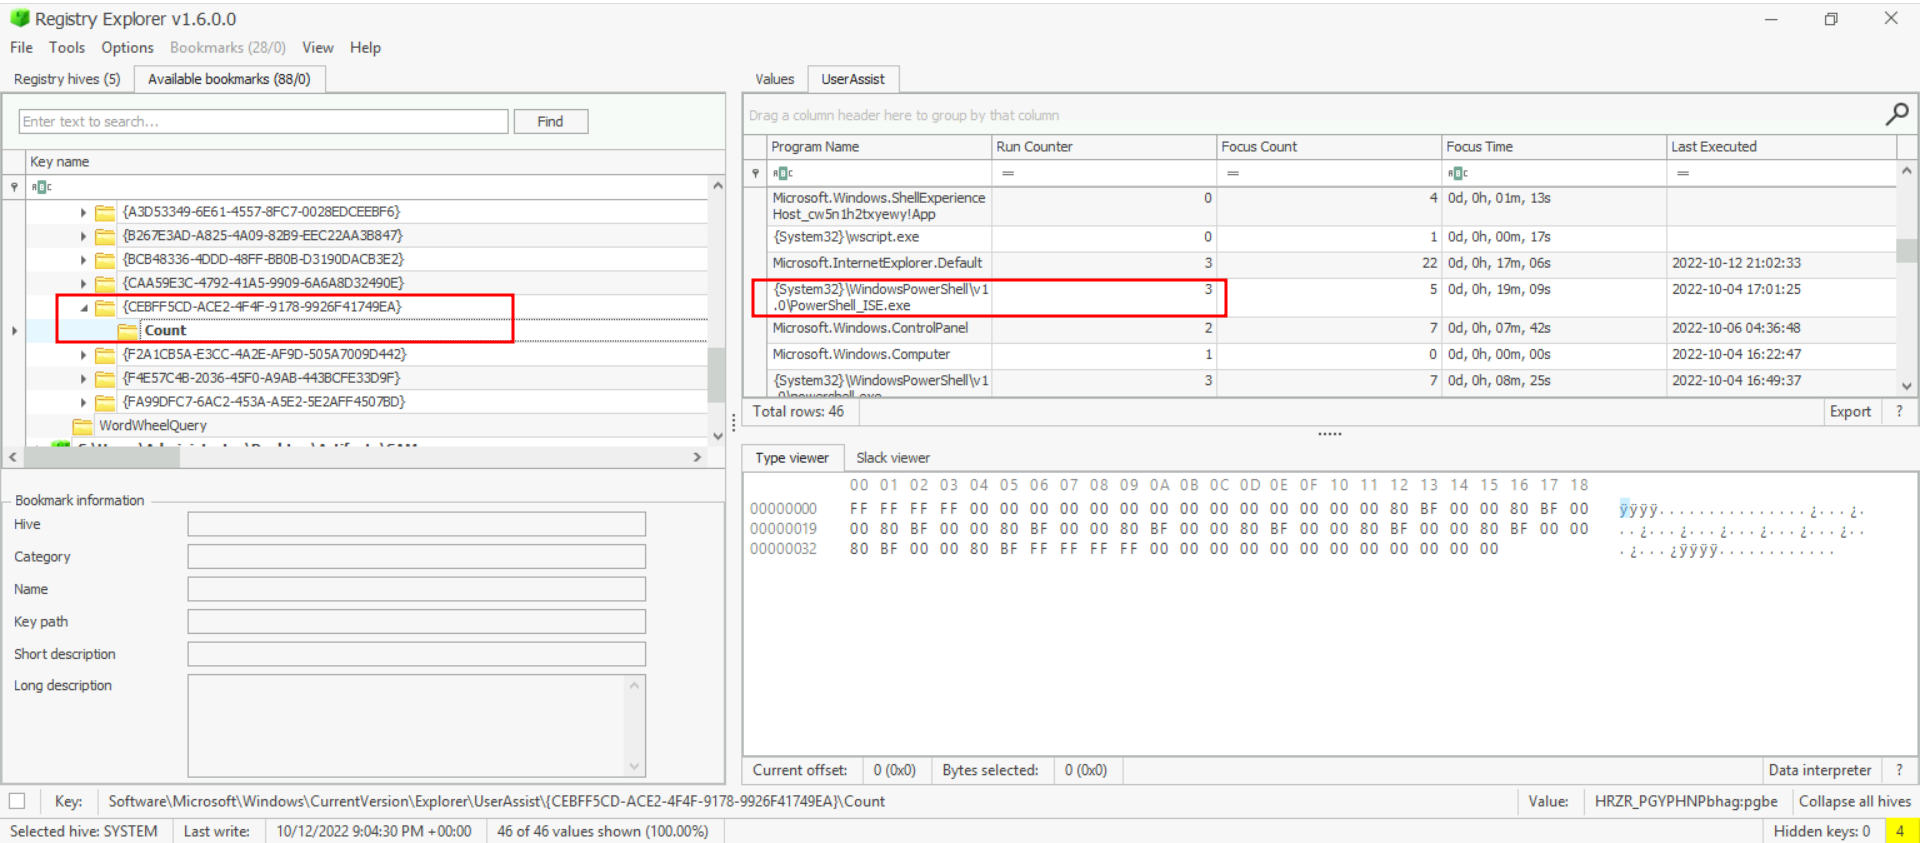 Registry Explorer v1.6.0.0
File Tools Options Bookmarks (28/0) View Help
Registry hives (5) Available bookmarks (88/0)
Enter text to search... Find
Key name
{A3D53349-6E61-4557-8FC7-0028EDCEEBF6}
{B267E3AD-A825-4A09-82B9-EEC22AA3B847}
{BCB48336-4DDD-48FF-BB0B-D3190DACB3E2}
{CAA59E3C-4792-41A5-9909-6A6A8D32490E}
{CEBFF5CD-ACE2-4F4F-9178-9926F41749EA}
Count
{F2A1CB5A-E3CC-4A2E-AF9D-505A7009D442}
{F4E57C4B-2036-45F0-A9AB-443BCFE33D9F}
{FA99DFC7-6AC2-453A-A5E2-5E2AFF4507BD}
WordWheelQuery
Bookmark information
Hive
Category
Name
Key path
Short description
Long description
Values UserAssist
Drag a column header here to group by that column
Program Name Run Counter Focus Count Focus Time Last Executed
= = =
Microsoft.Windows.ShellExperience
Host_cw5n1h2txyewy!App 0 4 0d, 0h, 01m, 13s
{System32}\wscript.exe 0 1 0d, 0h, 00m, 17s
Microsoft.InternetExplorer.Default 3 22 0d, 0h, 17m, 06s 2022-10-12 21:02:33
{System32}\WindowsPowerShell\v1 3 5 0d, 0h, 19m, 09s 2022-10-04 17:01:25
.0\PowerShell_ISE.exe
Microsoft.Windows.ControlPanel 2 7 0d, 0h, 07m, 42s 2022-10-06 04:36:48
Microsoft.Windows.Computer 1 0 0d, 0h, 00m, 00s 2022-10-04 16:22:47
{System32}\WindowsPowerShell\v1 3 7 0d, 0h, 08m, 25s 2022-10-04 16:49:37
.0\powershell.exe
Total rows: 46 Export ?
Type viewer Slack viewer
00 01 02 03 04 05 06 07 08 09 0A 0B 0C 0D 0E 0F 10 11 12 13 14 15 16 17 18
00000000 FF FF FF FF 00 00 00 00 00 00 00 00 00 00 00 00 00 00 80 BF 00 00 80 BF 00 ÿÿÿÿ..............¿...¿.
00000019 00 80 BF 00 00 80 BF 00 00 80 BF 00 00 80 BF 00 00 80 BF 00 00 80 BF 00 00 ..¿...¿...¿...¿...¿...¿..
00000032 80 BF 00 00 80 BF FF FF FF FF 00 00 00 00 00 00 00 00 00 00 00 00 .¿...¿ÿÿÿÿ............
Current offset: 0 (0x0) Bytes selected: 0 (0x0) Data interpreter ?
Key: Software\Microsoft\Windows\CurrentVersion\Explorer\UserAssist\{CEBFF5CD-ACE2-4F4F-9178-9926F41749EA}\Count Value: HRZR_PGYPHNPbhag:pgbe Collapse all hives
Selected hive: SYSTEM Last write: 10/12/2022 9:04:30 PM +00:00 46 of 46 values shown (100.00%) Hidden keys: 0 4